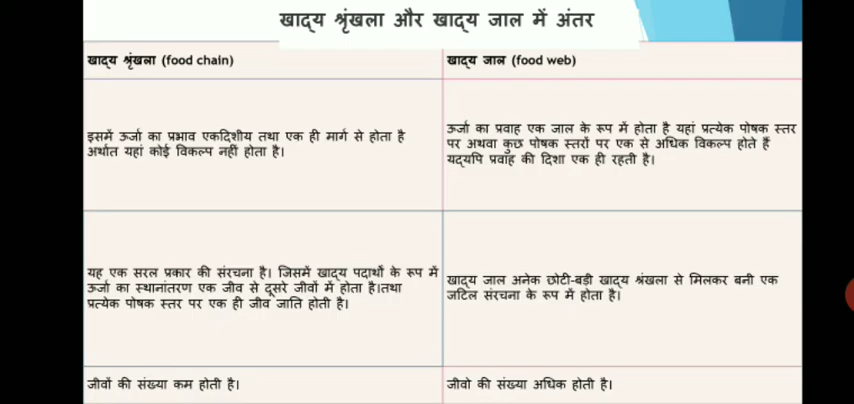 खाद्य श्रृंखला और खाद्य जाल में अंतर
खाद्य श्रृंखला (food chain)
खाद्य जाल (food web)
इसमें ऊर्जा का प्रभाव एकदिशीय तथा एक ही मार्ग से होता है
अर्थात यहां कोई विकल्प नहीं होता है।
ऊर्जा का प्रवाह एक जाल के रूप में होता है यहां प्रत्येक पोषक स्तर
पर अथवा कुछ पोषक स्तरों पर एक से अधिक विकल्प होते हैं
यद्यपि प्रवाह की दिशा एक ही रहती है।
यह एक सरल प्रकार की संरचना है। जिसमें खाद्य पदार्थों के रूप में
ऊर्जा का स्थानांतरण एक जीव से दूसरे जीवों में होता है।तथा
प्रत्येक पोषक स्तर पर एक ही जीव जाति होती है।
खाद्य जाल अनेक छोटी-बड़ी खाद्य श्रंखला से मिलकर बनी एक
जटिल संरचना के रूप में होता है।
जीवों की संख्या कम होती है।
जीवो की संख्या अधिक होती है।